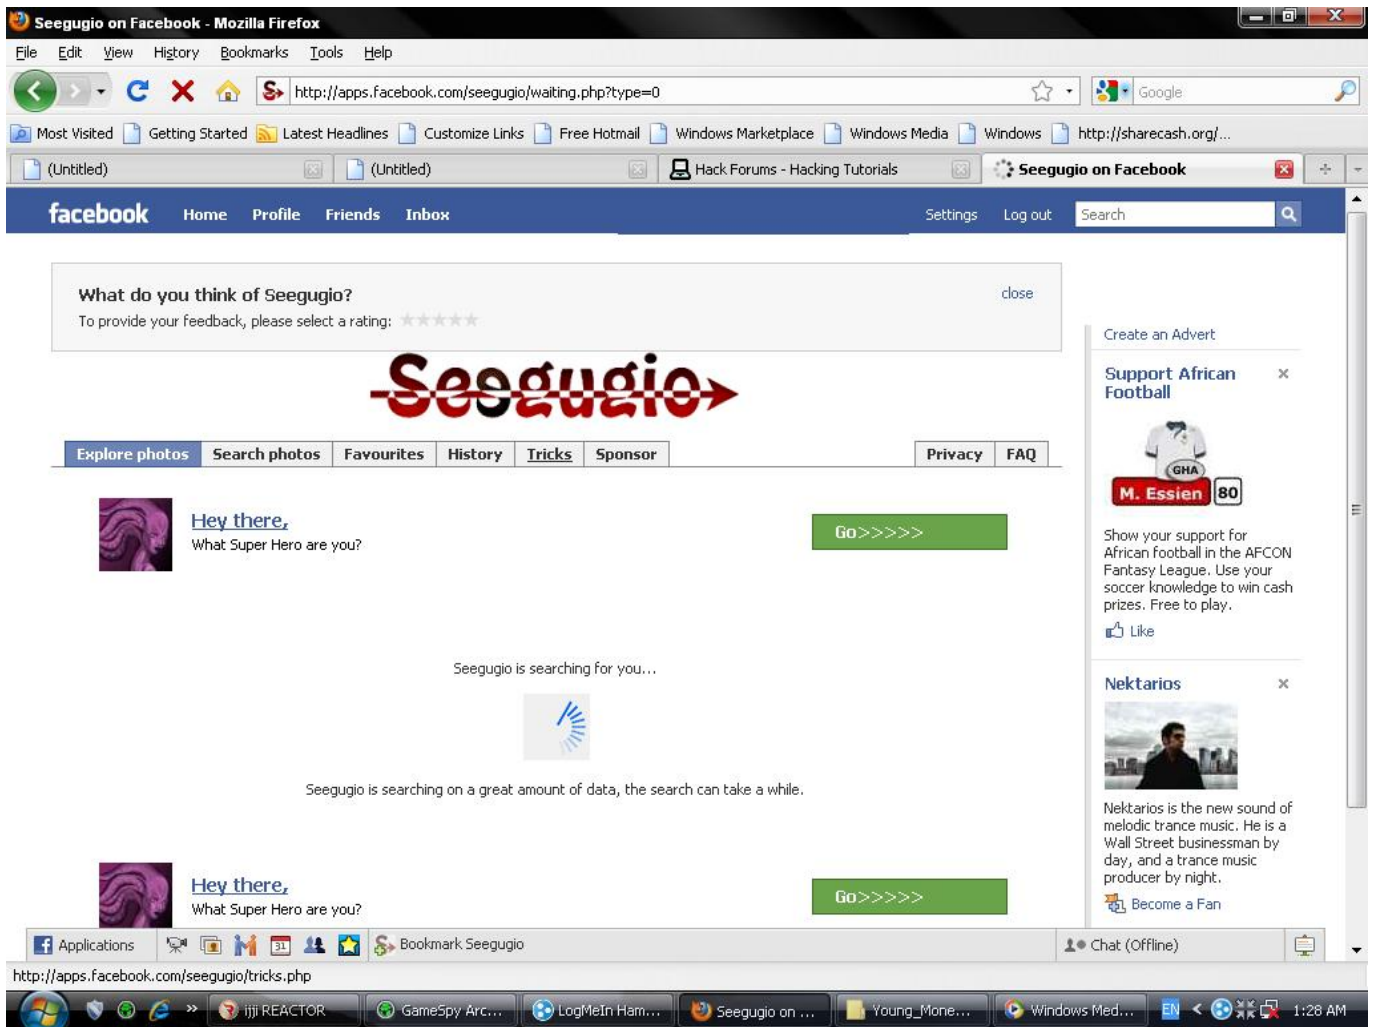 Seegugio on Facebook - Mozilla Firefox
File Edit View History Bookmarks Tools Help
http://apps.facebook.com/seegugio/waiting.php?type=0
Google
Most Visited Getting Started Latest Headlines Customize Links Free Hotmail Windows Marketplace Windows Media Windows http://sharecash.org/...
(Untitled) (Untitled) Hack Forums - Hacking Tutorials Seegugio on Facebook
facebook Home Profile Friends Inbox Settings Log out Search
What do you think of Seegugio? close
To provide your feedback, please select a rating:
Seegugio
Explore photos Search photos Favourites History Tricks Sponsor Privacy FAQ
Hey there,
What Super Hero are you?
Go>>>>>
Seegugio is searching for you...
Seegugio is searching on a great amount of data, the search can take a while.
Hey there,
What Super Hero are you?
Go>>>>>
Create an Advert
Support African
Football
GHA
M. Essien 80
Show your support for
African football in the AFCON
Fantasy League. Use your
soccer knowledge to win cash
prizes. Free to play.
Like
Nektarios
Nektarios is the new sound of
melodic trance music. He is a
Wall Street businessman by
day, and a trance music
producer by night.
Become a Fan
Applications 31 Bookmark Seegugio Chat (Offline)
http://apps.facebook.com/seegugio/tricks.php
ijji REACTOR GameSpy Arc... LogMeIn Ham... Seegugio on ... Young_Mone... Windows Med... EN 1:28 AM